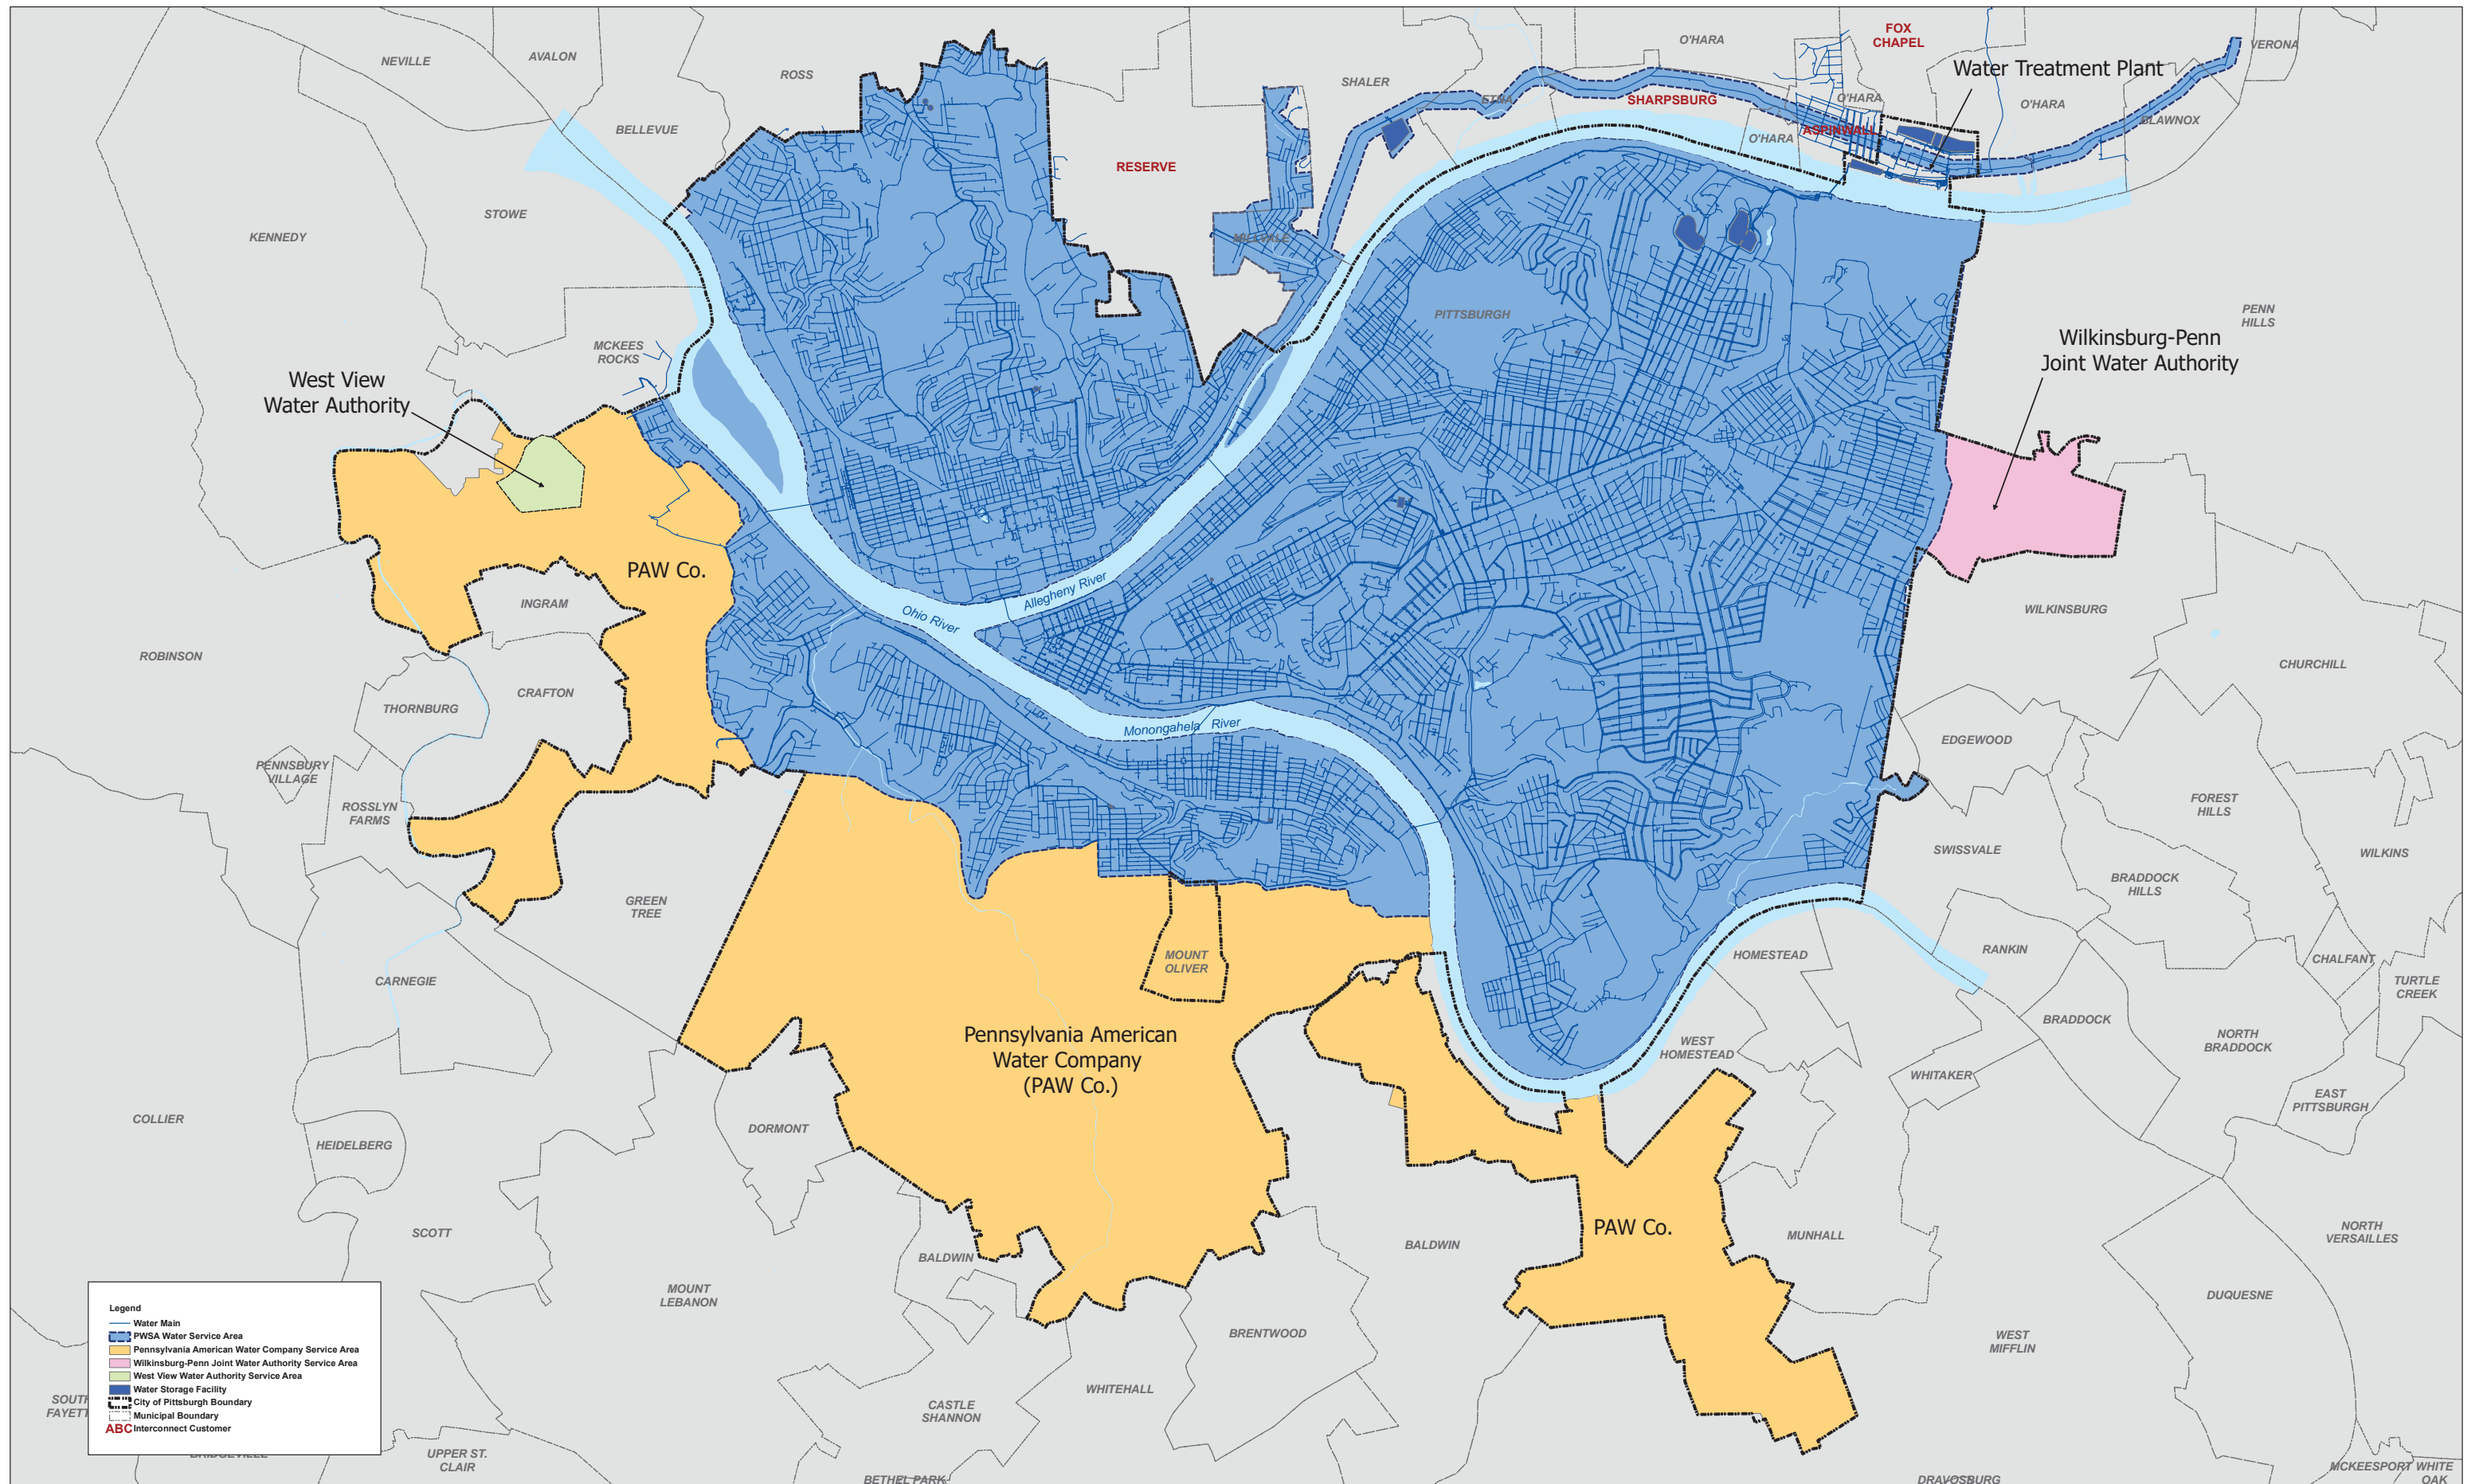 NEVILLE
AVALON
ROSS
BELLEVUE
SHALER
O'HARA
FOX
CHAPEL
VERONA
Water Treatment Plant
ETNA
SHARPSBURG
O'HARA
O'HARA
BLAWNOX
O'HARA
ASPINWALL
RESERVE
STOWE
KENNEDY
MILLVALE
PITTSBURGH
PENN
HILLS
MCKEES
ROCKS
Wilkinsburg-Penn
Joint Water Authority
West View
Water Authority
PAW Co.
INGRAM
Ohio River
Allegheny River
WILKINSBURG
ROBINSON
CHURCHILL
CRAFTON
THORNBURG
Monongahela River
EDGEWOOD
PENNSBURY
VILLAGE
ROSSLYN
FARMS
FOREST
HILLS
SWISSVALE
WILKINS
BRADDOCK
HILLS
GREEN
TREE
MOUNT
OLIVER
HOMESTEAD
RANKIN
CHALFANT
CARNEGIE
TURTLE
CREEK
BRADDOCK
NORTH
BRADDOCK
Pennsylvania American
Water Company
(PAW Co.)
WEST
HOMESTEAD
WHITAKER
EAST
PITTSBURGH
COLLIER
DORMONT
HEIDELBERG
SCOTT
PAW Co.
MUNHALL
NORTH
VERSAILLES
BALDWIN
BALDWIN
MOUNT
LEBANON
DUQUESNE
BRENTWOOD
WEST
MIFFLIN
WHITEHALL
CASTLE
SHANNON
SOUTH
FAYETT
Legend
Water Main
PWSA Water Service Area
Pennsylvania American Water Company Service Area
Wilkinsburg-Penn Joint Water Authority Service Area
West View Water Authority Service Area
Water Storage Facility
City of Pittsburgh Boundary
Municipal Boundary
ABC Interconnect Customer
BRIDGEVILLE
UPPER ST.
CLAIR
BETHEL PARK
DRAVOSBURG
MCKEESPORT
WHITE
OAK